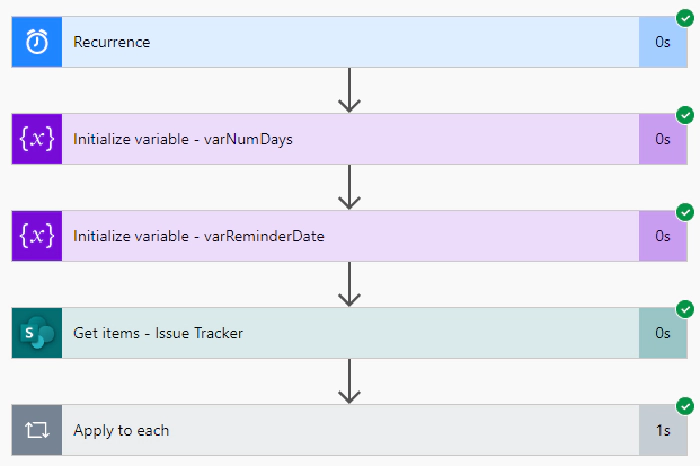 Recurrence 0s
{x} Initialize variable - varNumDays 0s
{x} Initialize variable - varReminderDate 0s
S Get items - Issue Tracker 0s
Apply to each 1s